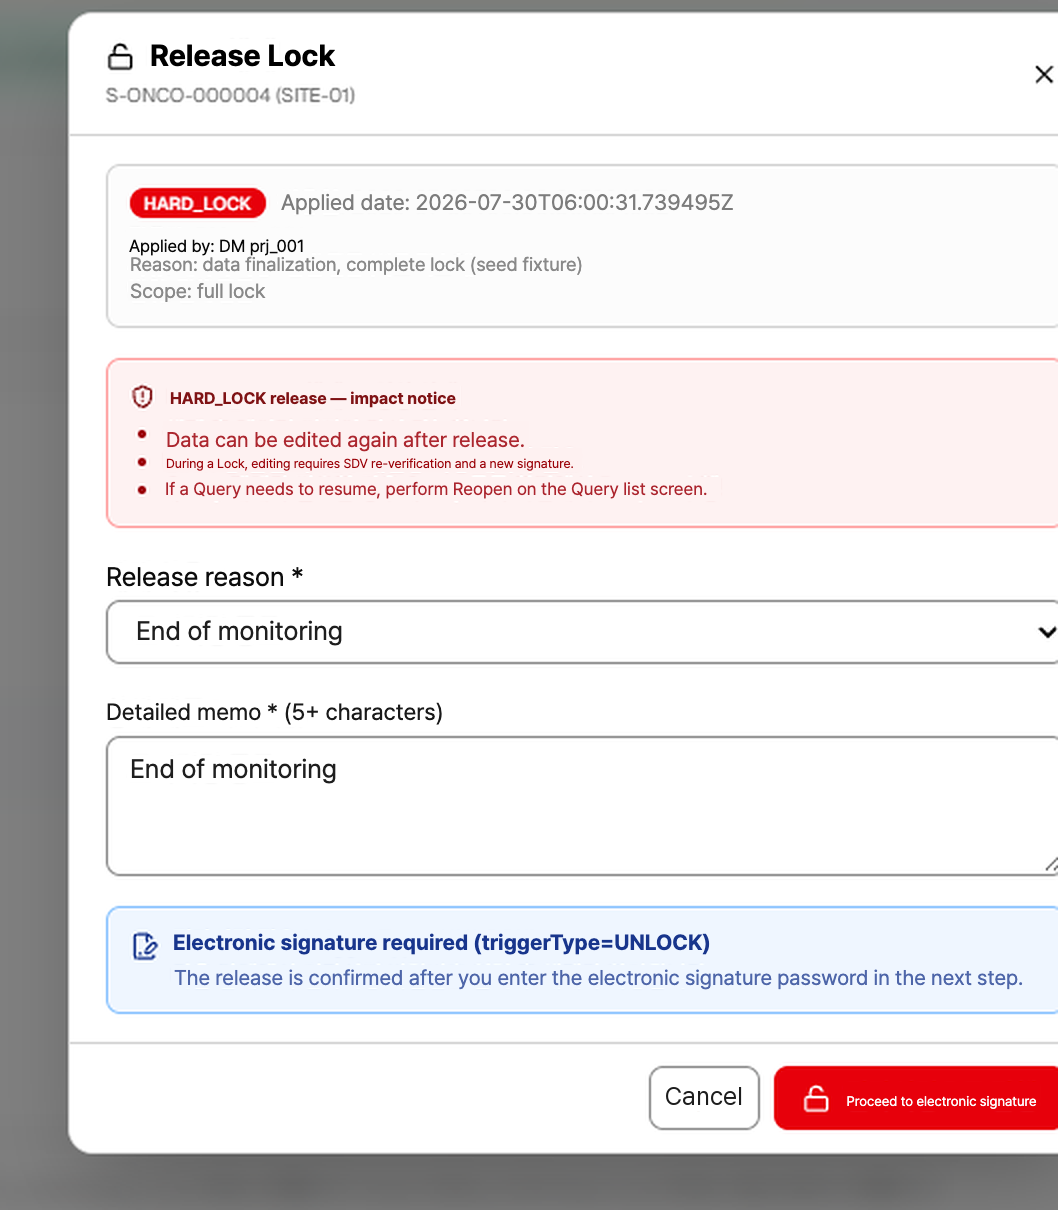 Release Lock
S-ONCO-000004 (SITE-01)
HARD_LOCK Applied date: 2026-07-30T06:00:31.739495Z
Applied by: DM prj_001
Reason: data finalization, complete lock (seed fixture)
Scope: full lock
HARD_LOCK release — impact notice
• Data can be edited again after release.
• During a Lock, editing requires SDV re-verification and a new signature.
• If a Query needs to resume, perform Reopen on the Query list screen.
Release reason *
End of monitoring
Detailed memo * (5+ characters)
End of monitoring
Electronic signature required (triggerType=UNLOCK)
The release is confirmed after you enter the electronic signature password in the next step.
Cancel
Proceed to electronic signature